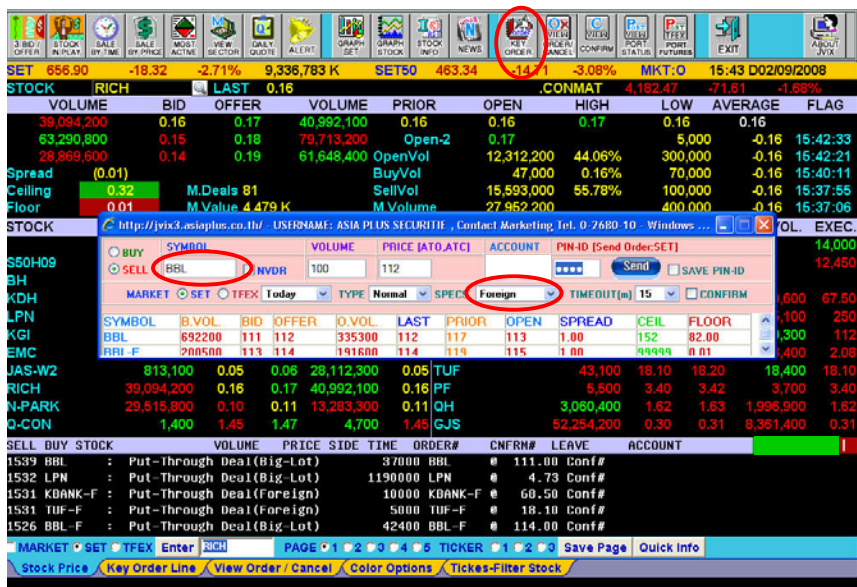 3 BID / OFFER STOCK IN PLAY SALE BY TIME SALE BY PRICE MOST ACTIVE VIEW SECTOR DAILY QUOTE ALERT GRAPH SET GRAPH STOCK STOCK INFO NEWS KEY ORDER VIEW ORDER/ CANCEL VIEW CONFIRM PORT. STATUS PORT FUTURES EXIT ABOUT JVIX
SET 656.90 -18.32 -2.71% 9,336,783 K SET50 463.34 -14.71 -3.08% MKT:O 15:43 D02/09/2008
STOCK RICH LAST 0.16 .CONMAT 4,182.47 -71.61 -1.68%
VOLUME BID OFFER VOLUME PRIOR OPEN HIGH LOW AVERAGE FLAG
39,094,200 0.16 0.17 40,992,100 0.16 0.16 0.17 0.16 0.16
63,290,800 0.15 0.18 79,713,200 Open-2 0.17 5,000 -0.16 15:42:33
28,869,600 0.14 0.19 61,648,400 OpenVol 12,312,200 44.06% 300,000 -0.16 15:42:21
Spread (0.01) BuyVol 47,000 0.16% 70,000 -0.16 15:40:11
Ceiling 0.32 M.Deals 81 SellVol 15,593,000 55.78% 100,000 -0.16 15:37:55
Floor 0.01 M Value 4,479 K M Volume 27,952,200 400,000 -0.16 15:37:06
STOCK http://jvix3.asiaplus.co.th/ - USERNAME: ASIA PLUS SECURITIE , Contact Marketing Tel. 0-2680-10 - Windows ... VOL. EXEC.
BUY SYMBOL VOLUME PRICE [ATO,ATC] ACCOUNT PIN-ID [Send Order:SET] 14,000
S50H09 SELL BBL NVDR 100 112 Send SAVE PIN-ID 12,450
BH
KDH MARKET SET TFEX Today TYPE Normal SPECS Foreign TIMEOUT(m) 15 CONFIRM ,600 67.50
LPN SYMBOL B.VOL. BID OFFER O.VOL. LAST PRIOR OPEN SPREAD CEIL FLOOR ,100 250
KGI BBL 692200 111 112 335300 112 117 113 1.00 152 82.00 ,300 112
EMC BBL-F 200500 113 114 191600 114 119 115 1.00 99999 0.01 ,400 2.08
JAS-W2 813,100 0.05 0.06 28,112,300 0.05 TUF 43,100 18.10 18.20 18,400 18.10
RICH 39,094,200 0.16 0.17 40,992,100 0.16 PF 5,500 3.40 3.42 3,700 3.40
N-PARK 29,515,800 0.10 0.11 13,283,300 0.11 QH 3,060,400 1.62 1.63 1,996,900 1.62
Q-CON 1,400 1.45 1.47 4,700 1.45 GJS 52,254,200 0.30 0.31 8,361,400 0.31
SELL BUY STOCK VOLUME PRICE SIDE TIME ORDER# CNFRM# LEAVE ACCOUNT
1539 BBL : Put-Through Deal(Big-Lot) 37000 BBL @ 111.00 Conf#
1532 LPN : Put-Through Deal(Big-Lot) 1190000 LPN @ 4.73 Conf#
1531 KBANK-F : Put-Through Deal(Foreign) 10000 KBANK-F @ 60.50 Conf#
1531 TUF-F : Put-Through Deal(Foreign) 5000 TUF-F @ 18.10 Conf#
1526 BBL-F : Put-Through Deal(Big-Lot) 42400 BBL-F @ 114.00 Conf#
MARKET SET TFEX Enter RICH PAGE 1 2 3 4 5 TICKER 1 2 3 Save Page Quick Info
Stock Price Key Order Line View Order / Cancel Color Options Tickes-Filter Stock